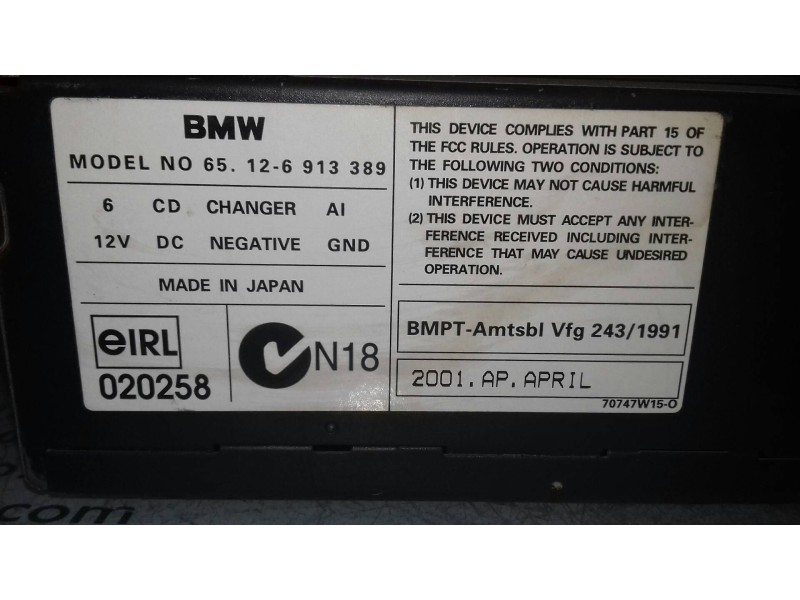 BMW
MODEL NO 65. 12-6 913 389
6 CD CHANGER AI
12V DC NEGATIVE GND
MADE IN JAPAN
eIRL
020258
N18
THIS DEVICE COMPLIES WITH PART 15 OF
THE FCC RULES. OPERATION IS SUBJECT TO
THE FOLLOWING TWO CONDITIONS:
(1) THIS DEVICE MAY NOT CAUSE HARMFUL
INTERFERENCE.
(2) THIS DEVICE MUST ACCEPT ANY INTER-
FERENCE RECEIVED INCLUDING INTER-
FERENCE THAT MAY CAUSE UNDESIRED
OPERATION.
BMPT-Amtsbl Vfg 243/1991
2001. AP. APRIL
70747W15-O
.com